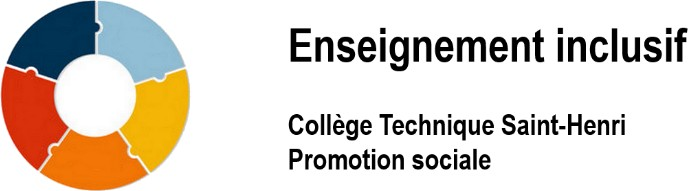 Enseignement inclusif
Collège Technique Saint-Henri
Promotion sociale